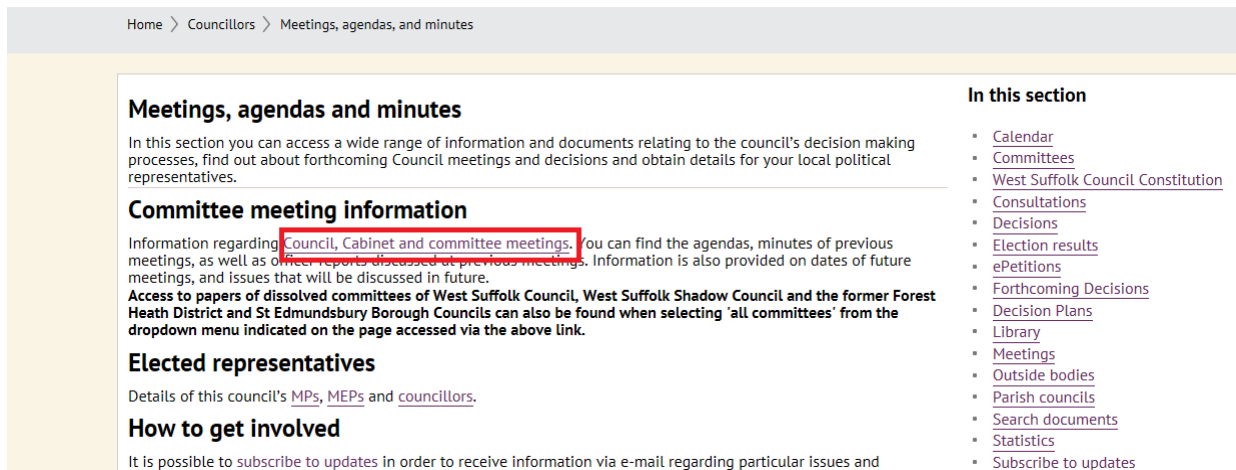 Home > Councillors > Meetings, agendas, and minutes
Meetings, agendas and minutes
In this section you can access a wide range of information and documents relating to the council's decision making
processes, find out about forthcoming Council meetings and decisions and obtain details for your local political
representatives.
Committee meeting information
Information regarding Council, Cabinet and committee meetings. You can find the agendas, minutes of previous
meetings, as well as officer reports discussed at previous meetings. Information is also provided on dates of future
meetings, and issues that will be discussed in future.
Access to papers of dissolved committees of West Suffolk Council, West Suffolk Shadow Council and the former Forest
Heath District and St Edmundsbury Borough Councils can also be found when selecting 'all committees' from the
dropdown menu indicated on the page accessed via the above link.
Elected representatives
Details of this council's MPs, MEPs and councillors.
How to get involved
It is possible to subscribe to updates in order to receive information via e-mail regarding particular issues and
In this section
Calendar
Committees
West Suffolk Council Constitution
Consultations
Decisions
Election results
ePetitions
Forthcoming Decisions
Decision Plans
Library
Meetings
Outside bodies
Parish councils
Search documents
Statistics
Subscribe to updates